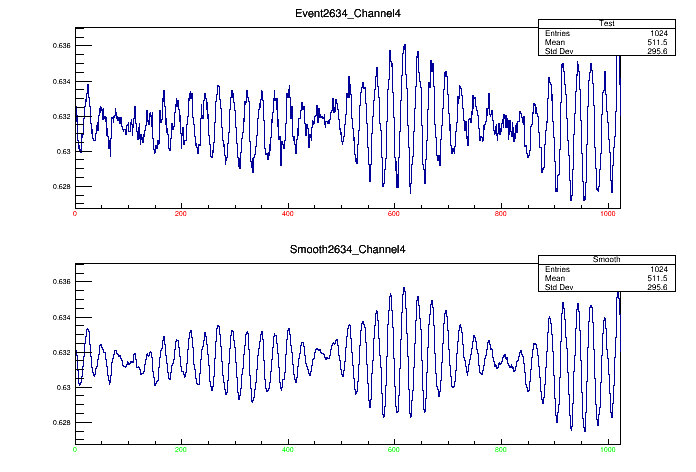 Event2634_Channel4
Test
Entries 1024
Mean 511.5
Std Dev 295.6
0.636
0.634
0.632
0.63
0.628
0 200 400 600 800 1000
Smooth2634_Channel4
Smooth
Entries 1024
Mean 511.5
Std Dev 295.6
0.636
0.634
0.632
0.63
0.628
0 200 400 600 800 1000